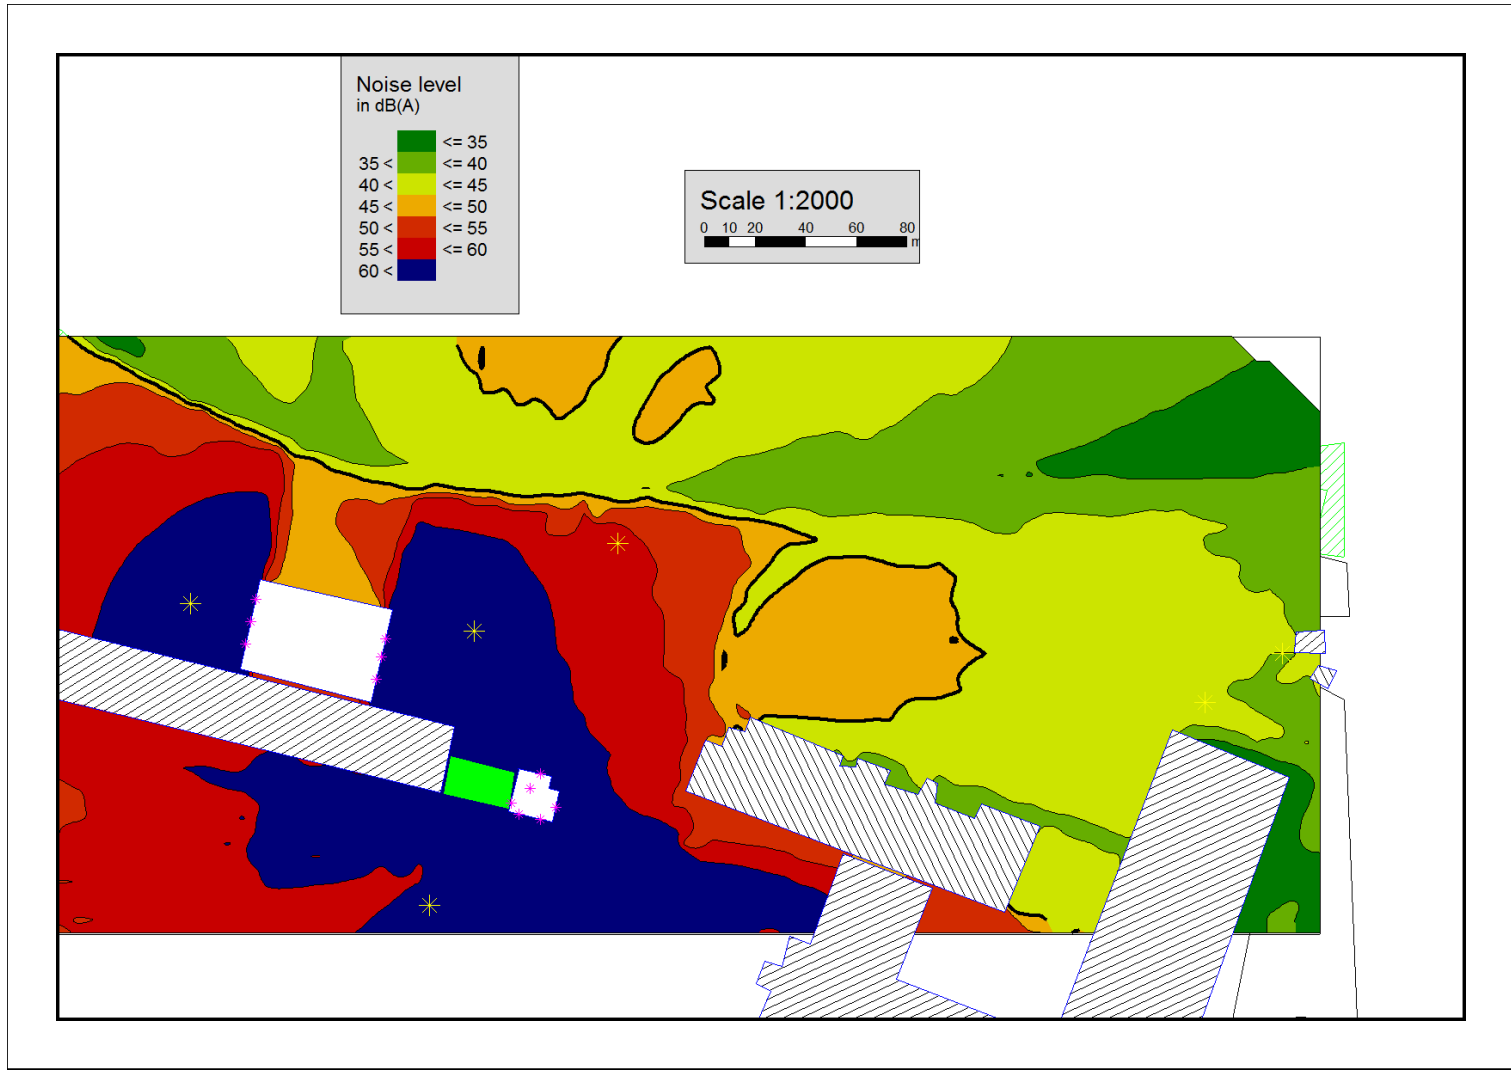 Noise level
in dB(A)
<= 35
35 < <= 40
40 < <= 45
45 < <= 50
50 < <= 55
55 < <= 60
60 <
Scale 1:2000
0 10 20 40 60 80
m